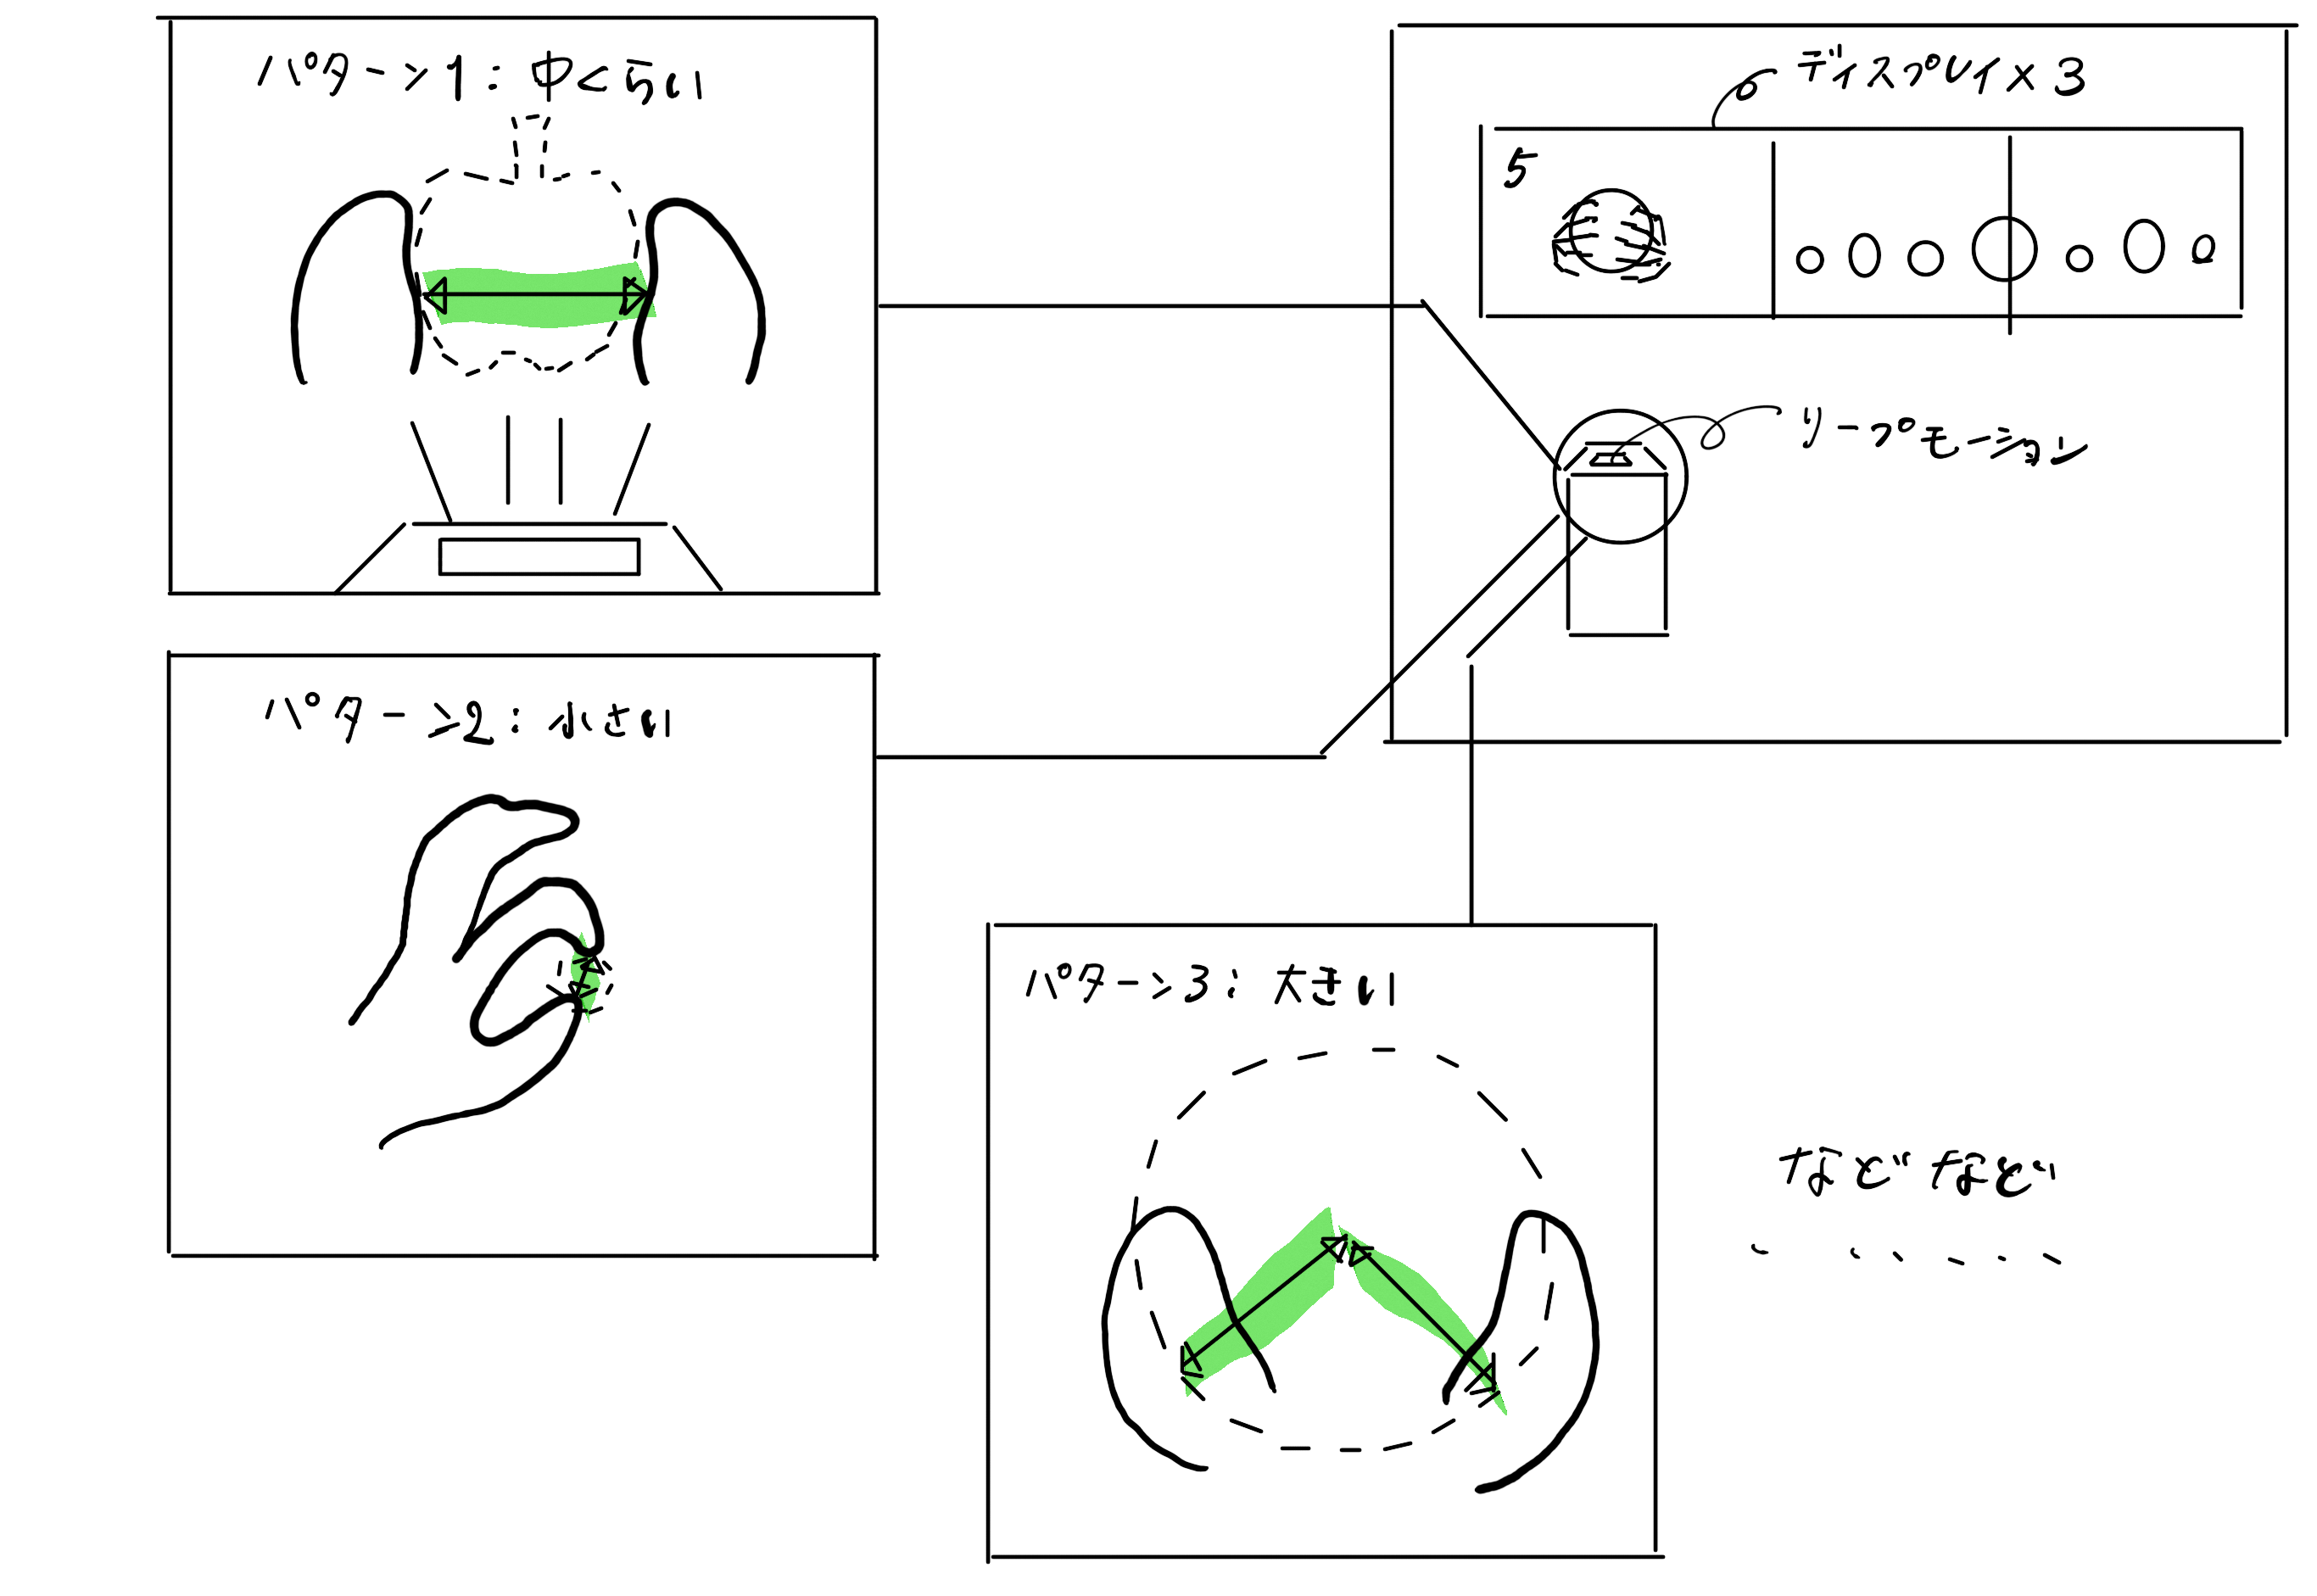 パターン1：中くらい
ディスプレイ×3
5
リープモーション
パターン2：小さい
パターン3：大きい
などなど